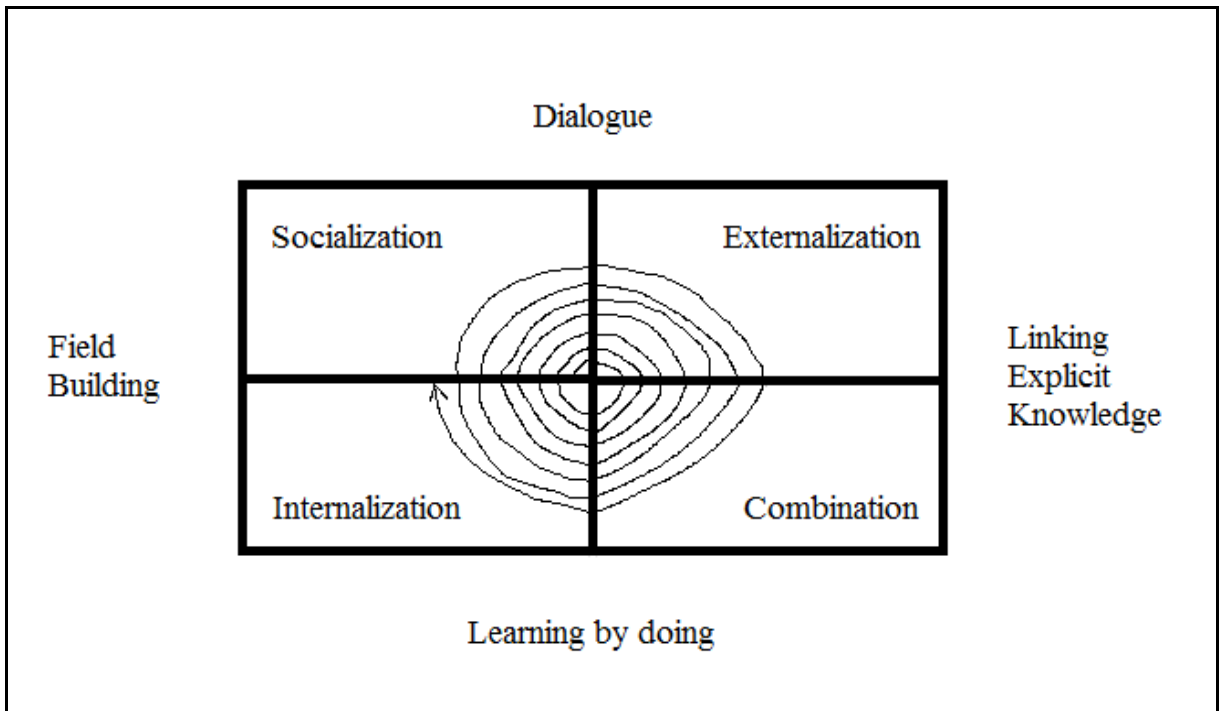 Dialogue
Socialization
Externalization
Field
Building
Linking
Explicit
Knowledge
Internalization
Combination
Learning by doing